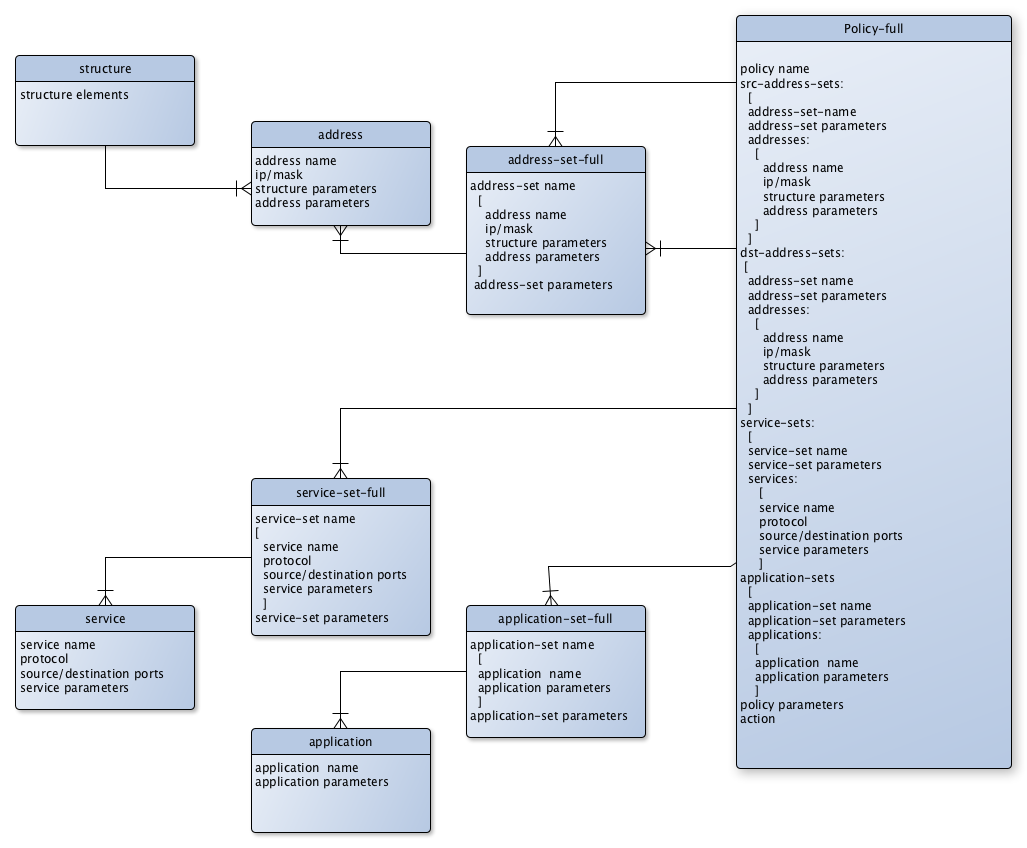 structure
structure elements
address
address name
ip/mask
structure parameters
address parameters
address-set-full
address-set name
[
address name
ip/mask
structure parameters
address parameters
]
address-set parameters
Policy-full
policy name
src-address-sets:
[
address-set-name
address-set parameters
addresses:
[
address name
ip/mask
structure parameters
address parameters
]
]
dst-address-sets:
[
address-set name
address-set parameters
addresses:
[
address name
ip/mask
structure parameters
address parameters
]
]
service-sets:
[
service-set name
service-set parameters
services:
[
service name
protocol
source/destination ports
service parameters
]
application-sets
[
application-set name
application-set parameters
applications:
[
application  name
application parameters
]
policy parameters
action
service-set-full
service-set name
[
service name
protocol
source/destination ports
service parameters
]
service-set parameters
service
service name
protocol
source/destination ports
service parameters
application-set-full
application-set name
[
application  name
application parameters
]
application-set parameters
application
application  name
application parameters